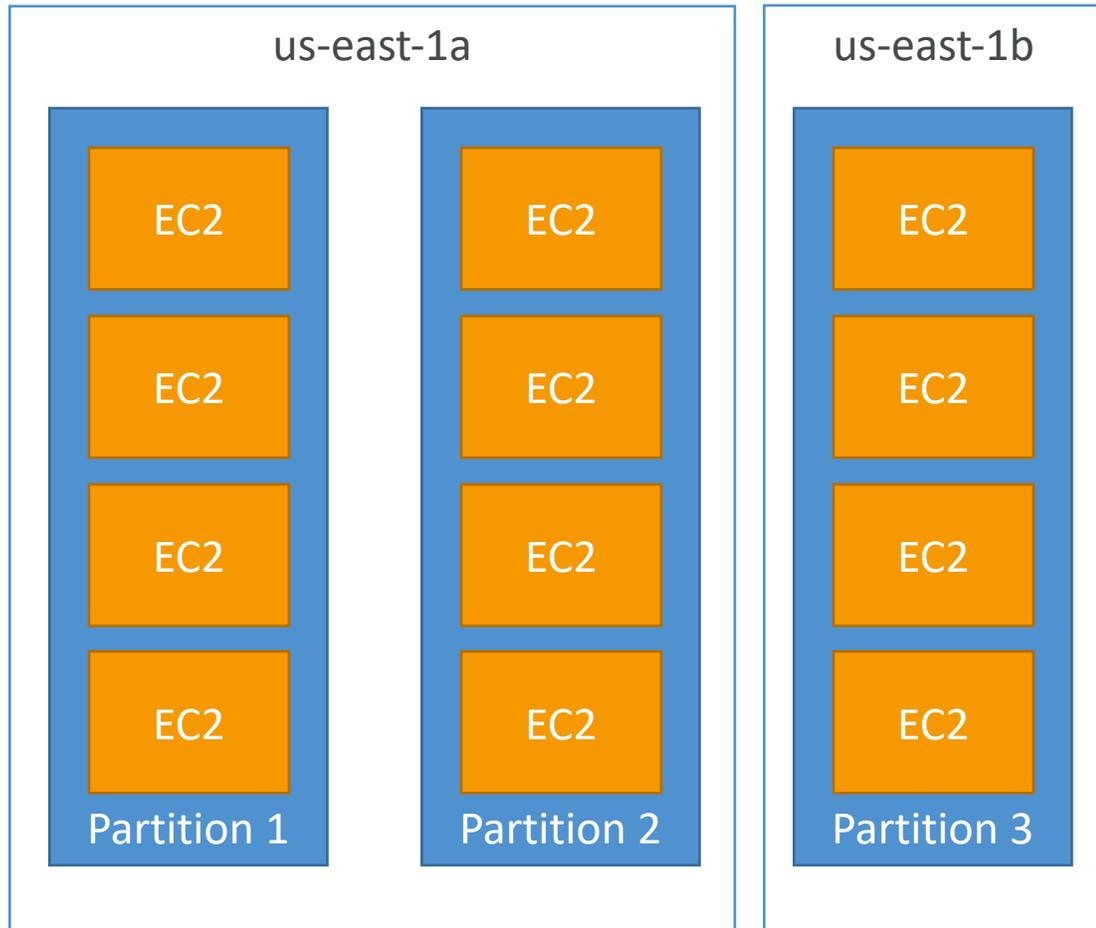 us-east-1a
EC2
EC2
EC2
EC2
Partition 1
EC2
EC2
EC2
EC2
Partition 2
us-east-1b
EC2
EC2
EC2
EC2
Partition 3